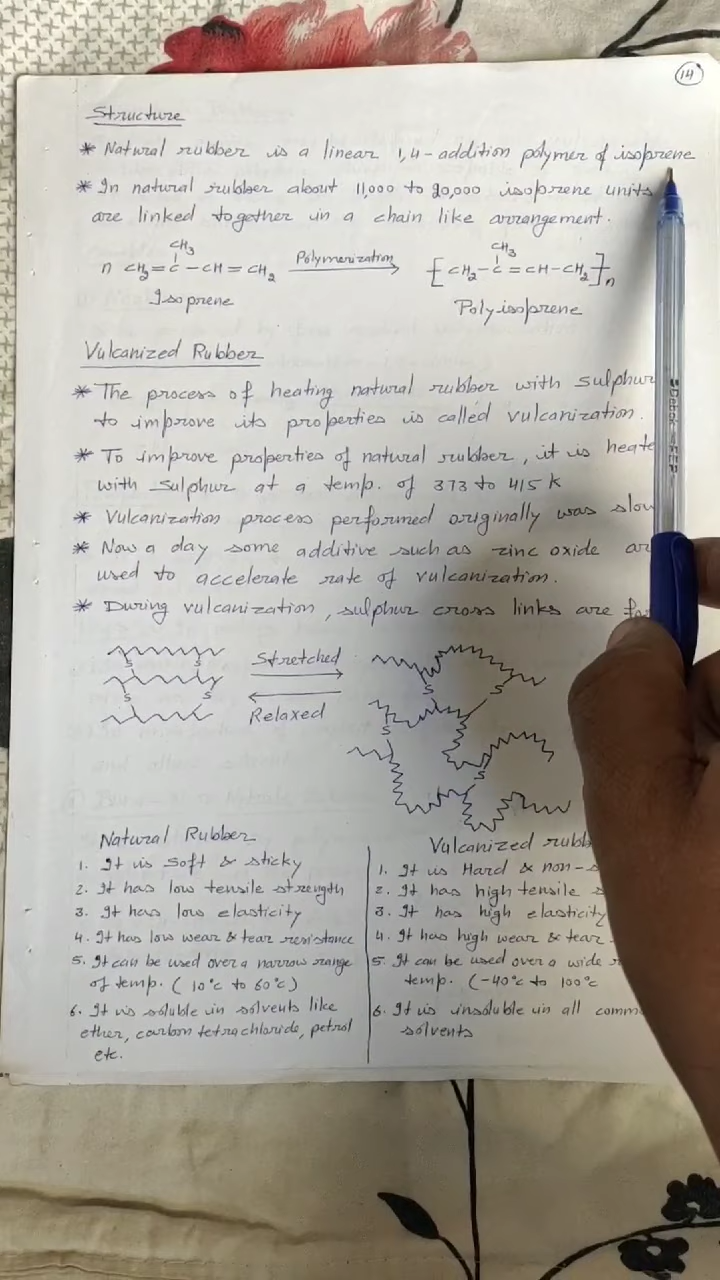 14
Structure
* Natural rubber is a linear 1,4-addition polymer of isoprene
* In natural rubber about 11,000 to 20,000 isoprene units
are linked together in a chain like arrangement.
CH3 CH3
n CH2=C-CH=CH2 Polymerization [CH2-C=CH-CH2]n
Isoprene Polyisoprene
Vulcanized Rubber
* The process of heating natural rubber with sulphur
to improve its properties is called vulcanization.
* To improve properties of natural rubber, it is heate
with sulphur at a temp. of 373 to 415 k
* Vulcanization process performed originally was slow
* Now a day some additive such as zinc oxide ar
used to accelerate rate of vulcanization.
* During vulcanization, sulphur cross links are fo
S S Stretched S S
S S Relaxed S S
Natural Rubber
1. It is soft & sticky
2. It has low tensile strength
3. It has low elasticity
4. It has low wear & tear resistance
5. It can be used over a narrow range
of temp. (10°c to 60°c)
6. It is soluble in solvents like
ether, carbon tetrachloride, petrol
etc.
Vulcanized rubb
1. It is Hard & non-s
2. It has high tensile s
3. It has high elasticity
4. It has high wear & tear
5. It can be used over a wide r
temp. (-40°c to 100°c
6. It is insoluble in all comm
solvents